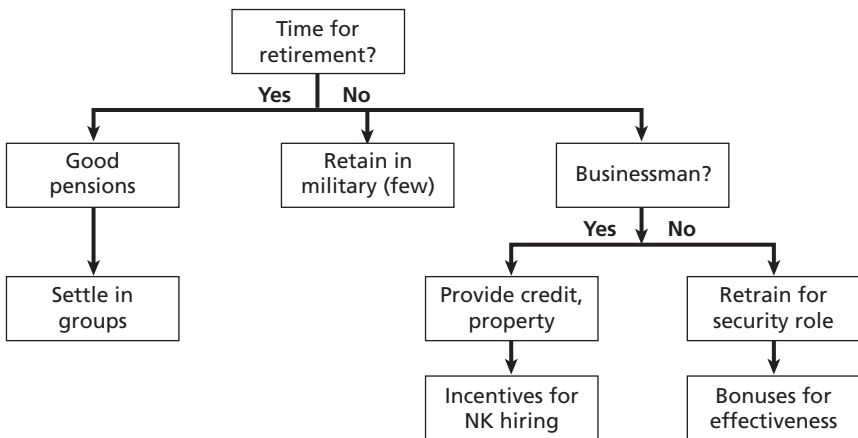 Time for
retirement?
Yes No
Good
pensions
Retain in
military (few)
Businessman?
Yes No
Settle in
groups
Provide credit,
property
Retrain for
security role
Incentives for
NK hiring
Bonuses for
effectiveness